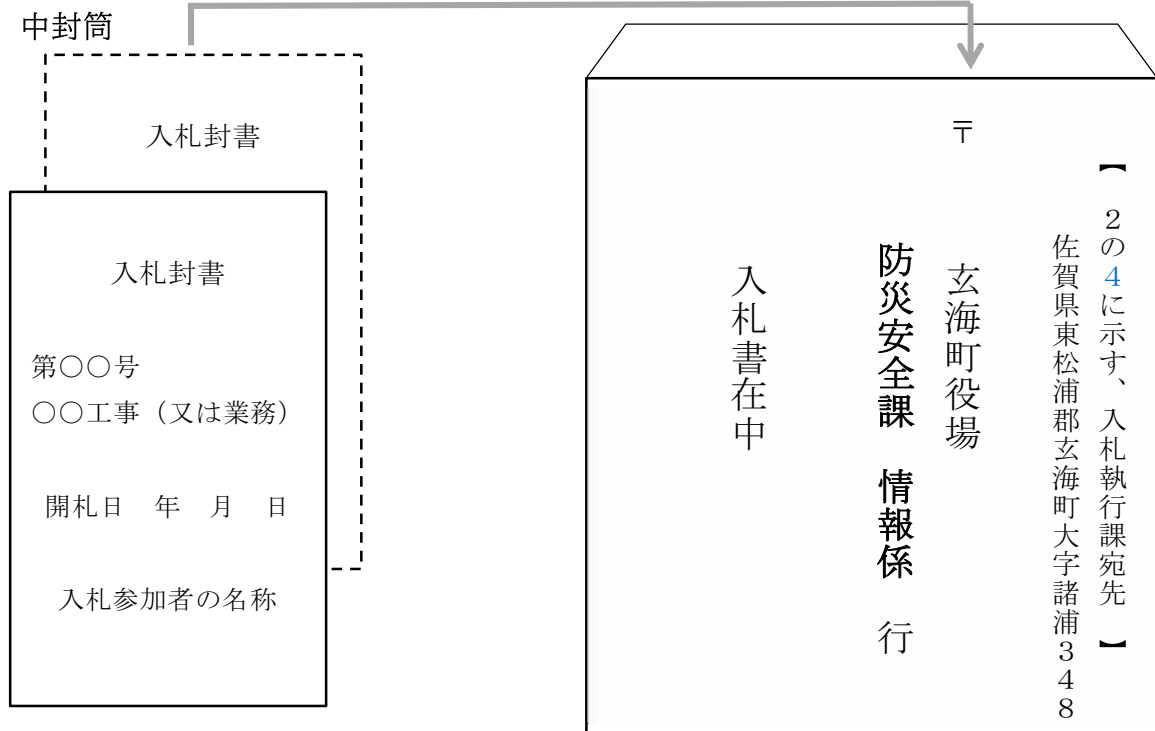 中封筒
入札封書
入札封書
第〇〇号
〇〇工事（又は業務）
開札日　年　月　日
入札参加者の名称
〒
【　２の４に示す、入札執行課宛先　】
佐賀県東松浦郡玄海町大字諸浦３４８
玄海町役場
防災安全課　情報係　行
入札書在中